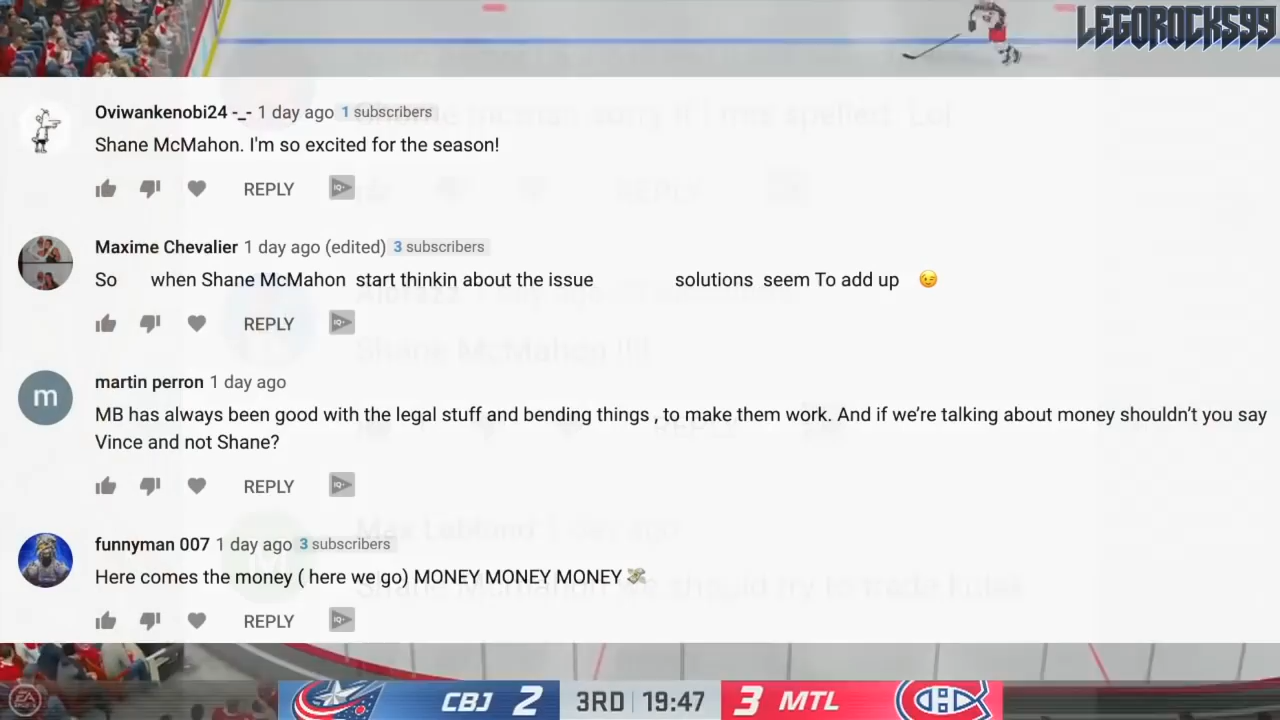 LEGOROCKS99
Oviwankenobi24 -_- 1 day ago 1 subscribers
Shane McMahon. I'm so excited for the season!
REPLY
Maxime Chevalier 1 day ago (edited) 3 subscribers
So when Shane McMahon start thinkin about the issue solutions seem To add up 😉
REPLY
m
martin perron 1 day ago
MB has always been good with the legal stuff and bending things , to make them work. And if we're talking about money shouldn't you say
Vince and not Shane?
REPLY
funnyman 007 1 day ago 3 subscribers
Here comes the money ( here we go) MONEY MONEY MONEY 💸
REPLY
EA
CBJ 2 3RD 19:47 3 MTL